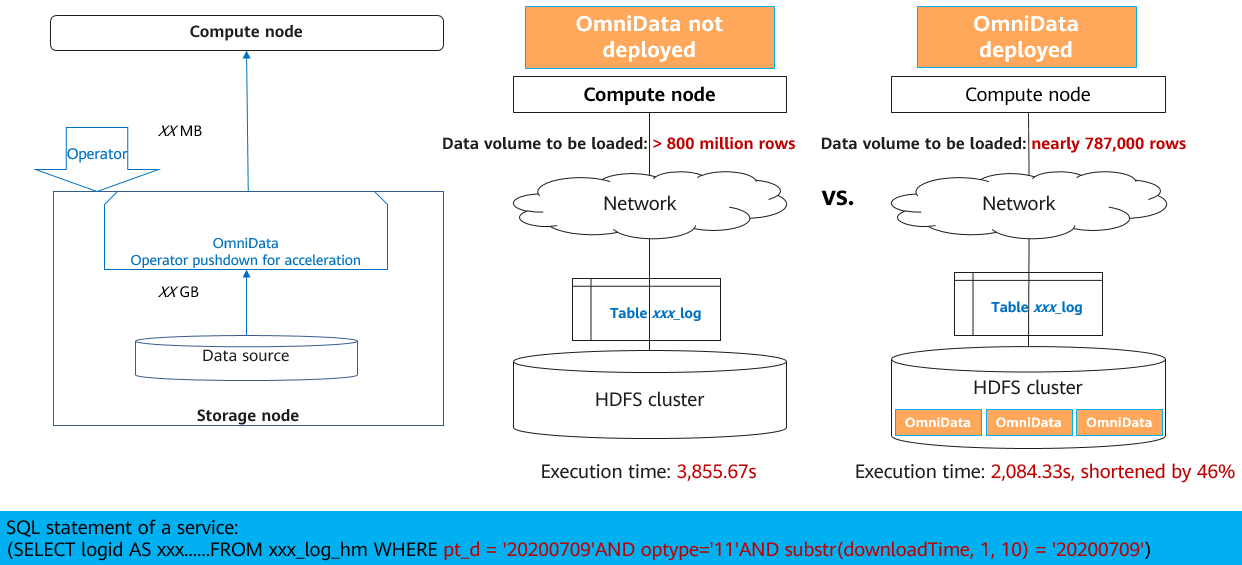 Compute node
XX MB
Operator
OmniData
Operator pushdown for acceleration
XX GB
Data source
Storage node
OmniData not
deployed
Compute node
Data volume to be loaded: > 800 million rows
Network
Table xxx_log
HDFS cluster
Execution time: 3,855.67s
vs.
OmniData
deployed
Compute node
Data volume to be loaded: nearly 787,000 rows
Network
Table xxx_log
HDFS cluster
OmniData
OmniData
OmniData
Execution time: 2,084.33s, shortened by 46%
SQL statement of a service:
(SELECT logid AS xxx......FROM xxx_log_hm WHERE pt_d = '20200709'AND optype='11'AND substr(downloadTime, 1, 10) = '20200709')